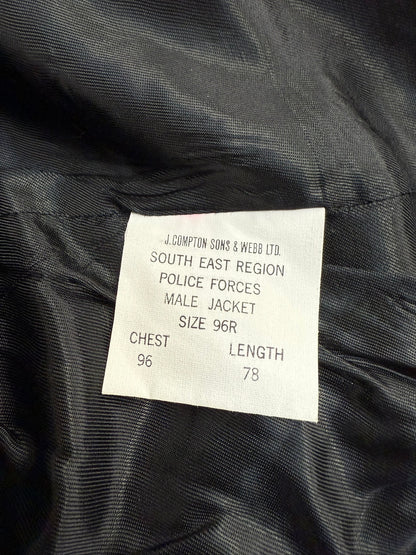 J. COMPTON SONS & WEBB LTD.
SOUTH EAST REGION
POLICE FORCES
MALE JACKET
SIZE 96R
CHEST LENGTH
96 78